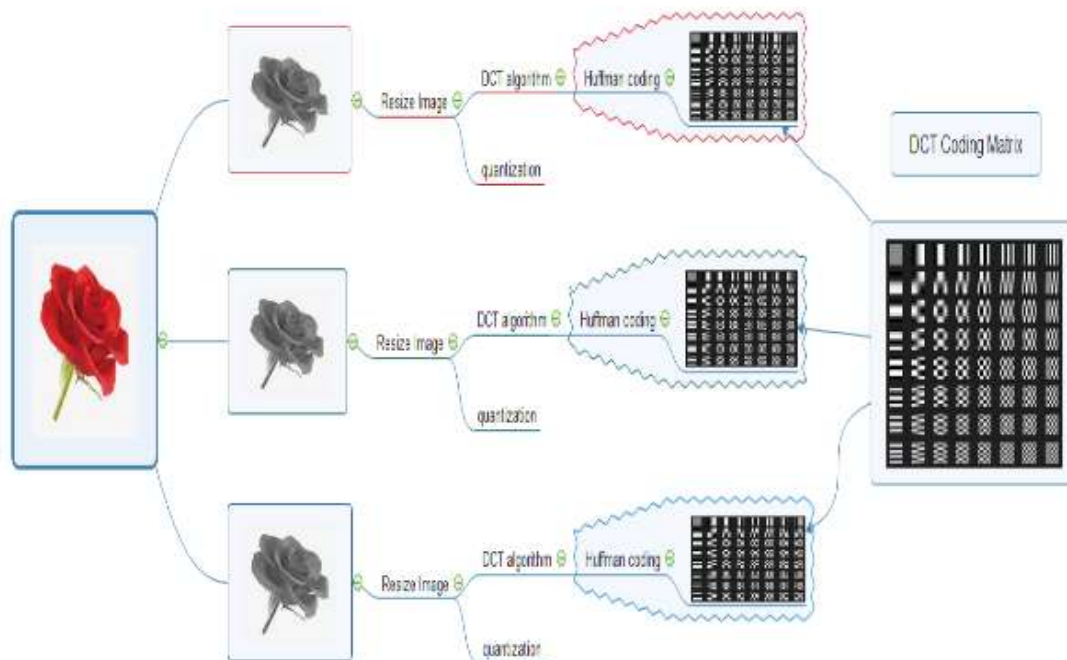 DCT algorithm
Huffman coding
Resize Image
quantization
DCT Coding Matrix
DCT algorithm
Huffman coding
Resize Image
quantization
DCT algorithm
Huffman coding
Resize Image
quantization